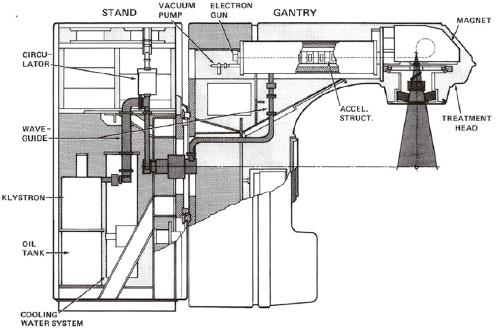 STAND
VACUUM
PUMP
ELECTRON
GUN
GANTRY
MAGNET
CIRCU-
LATOR
ACCEL.
STRUCT.
TREATMENT
HEAD
WAVE-
GUIDE
KLYSTRON
OIL
TANK
COOLING
WATER SYSTEM